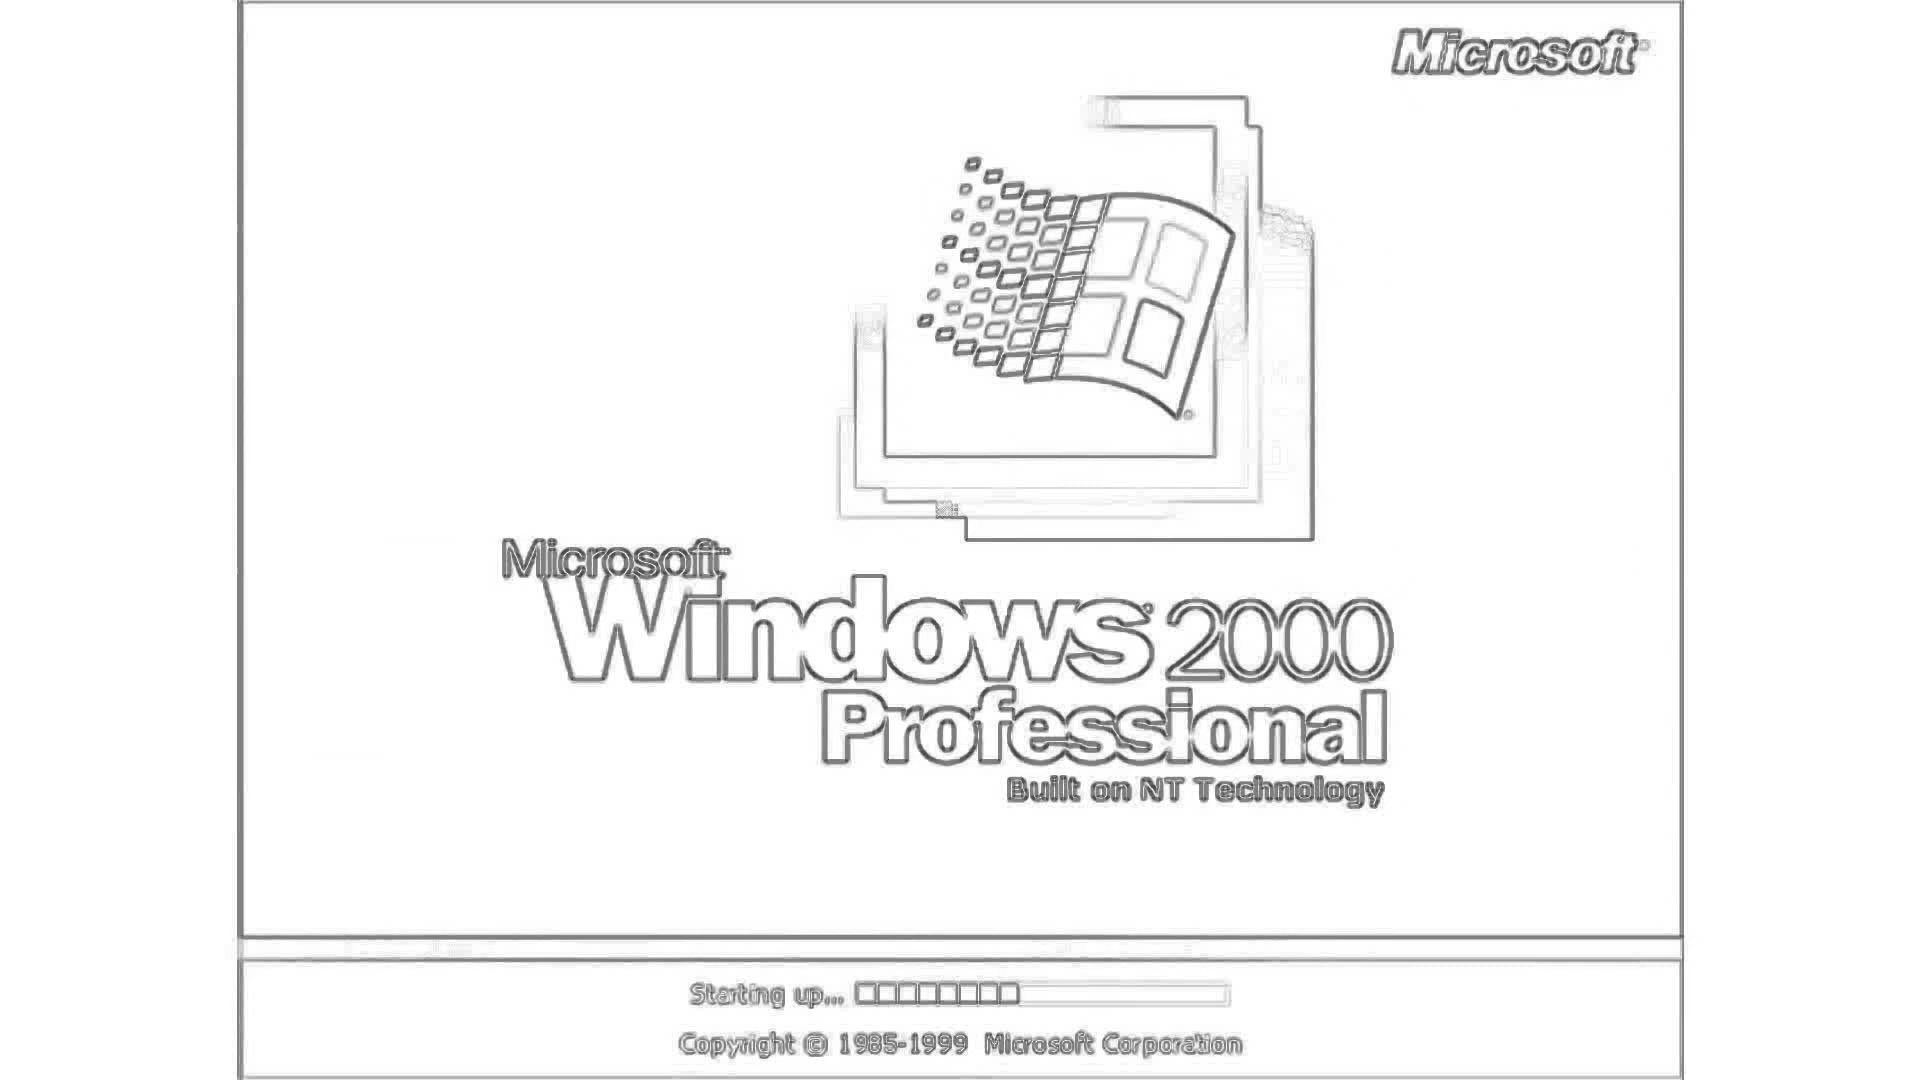 Microsoft®
Microsoft
Windows® 2000
Professional
Built on NT Technology
Starting up...
Copyright © 1985-1999 Microsoft Corporation